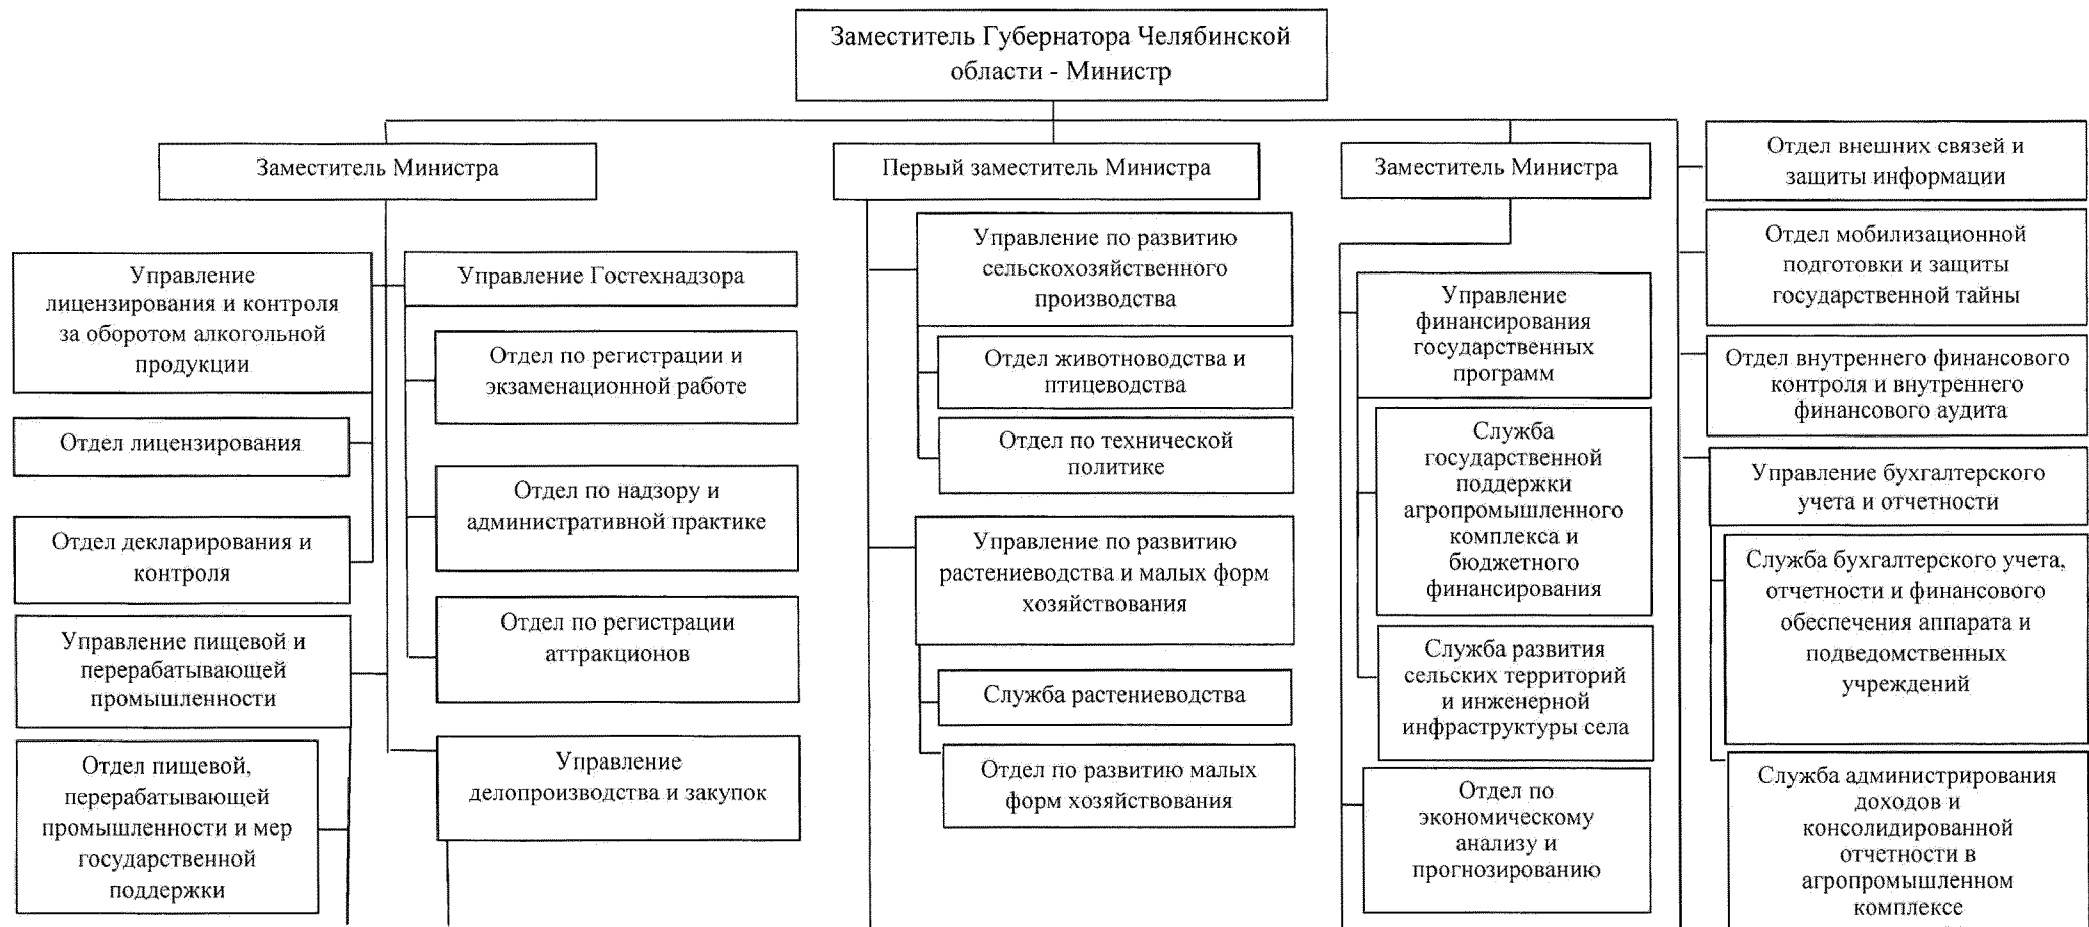 Заместитель Губернатора Челябинской
области - Министр
Заместитель Министра
Управление
лицензирования и контроля
за оборотом алкогольной
продукции
Отдел лицензирования
Отдел декларирования и
контроля
Управление пищевой и
перерабатывающей
промышленности
Отдел пищевой,
перерабатывающей
промышленности и мер
государственной
поддержки
Управление Гостехнадзора
Отдел по регистрации и
экзаменационной работе
Отдел по надзору и
административной практике
Отдел по регистрации
аттракционов
Управление
делопроизводства и закупок
Первый заместитель Министра
Управление по развитию
сельскохозяйственного
производства
Отдел животноводства и
птицеводства
Отдел по технической
политике
Управление по развитию
растениеводства и малых форм
хозяйствования
Служба растениеводства
Отдел по развитию малых
форм хозяйствования
Заместитель Министра
Управление
финансирования
государственных
программ
Служба
государственной
поддержки
агропромышленного
комплекса и
бюджетного
финансирования
Служба развития
сельских территорий
и инженерной
инфраструктуры села
Отдел по
экономическому
анализу и
прогнозированию
Отдел внешних связей и
защиты информации
Отдел мобилизационной
подготовки и защиты
государственной тайны
Отдел внутреннего финансового
контроля и внутреннего
финансового аудита
Управление бухгалтерского
учета и отчетности
Служба бухгалтерского учета,
отчетности и финансового
обеспечения аппарата и
подведомственных
учреждений
Служба администрирования
доходов и
консолидированной
отчетности в
агропромышленном
комплексе